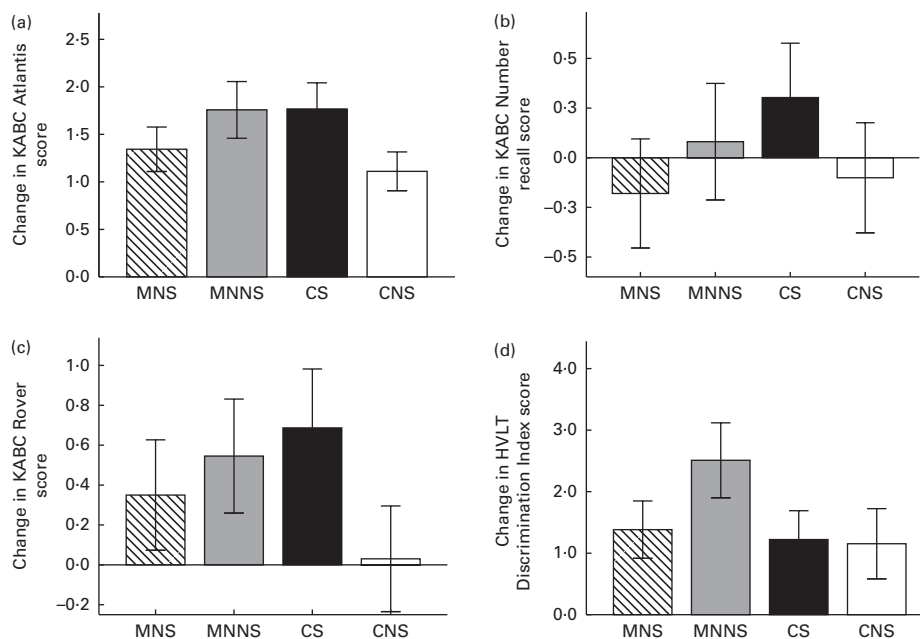 (a)
Change in KABC Atlantis
score
2·5
2·0
1·5
1·0
0·5
0·0
MNS MNNS CS CNS
(b)
Change in KABC Number
recall score
0·5
0·3
0·0
–0·3
–0·5
MNS MNNS CS CNS
(c)
Change in KABC Rover
score
1·0
0·8
0·6
0·4
0·2
0·0
–0·2
MNS MNNS CS CNS
(d)
Change in HVLT
Discrimination Index score
4·0
3·0
2·0
1·0
0·0
MNS MNNS CS CNS